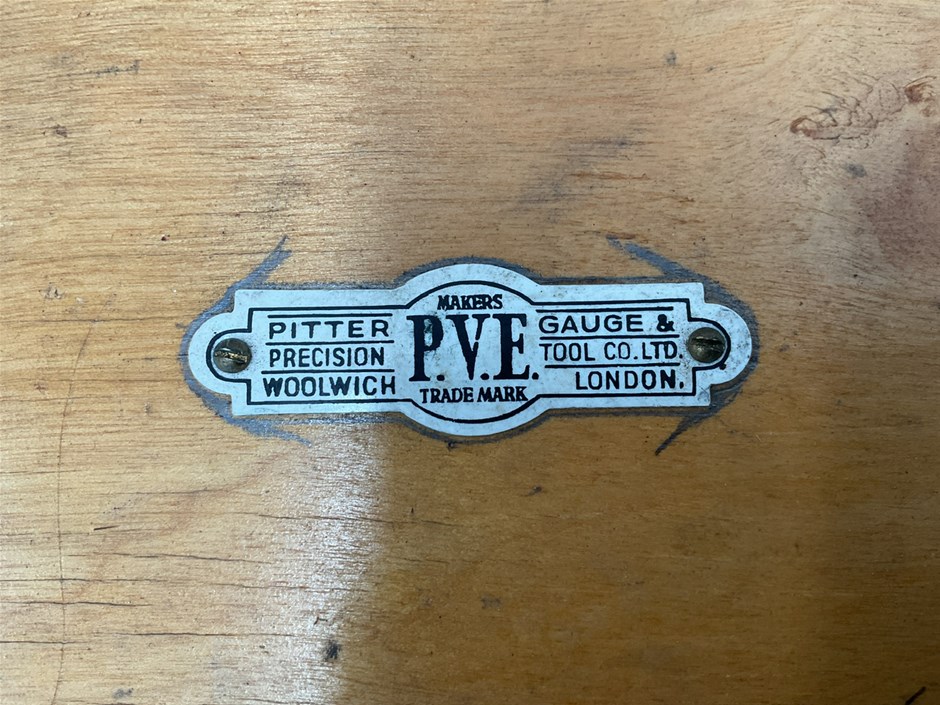 MAKERS
PITTER P.V.E. GAUGE &
PRECISION TOOL CO. LTD.
WOOLWICH TRADE MARK LONDON.